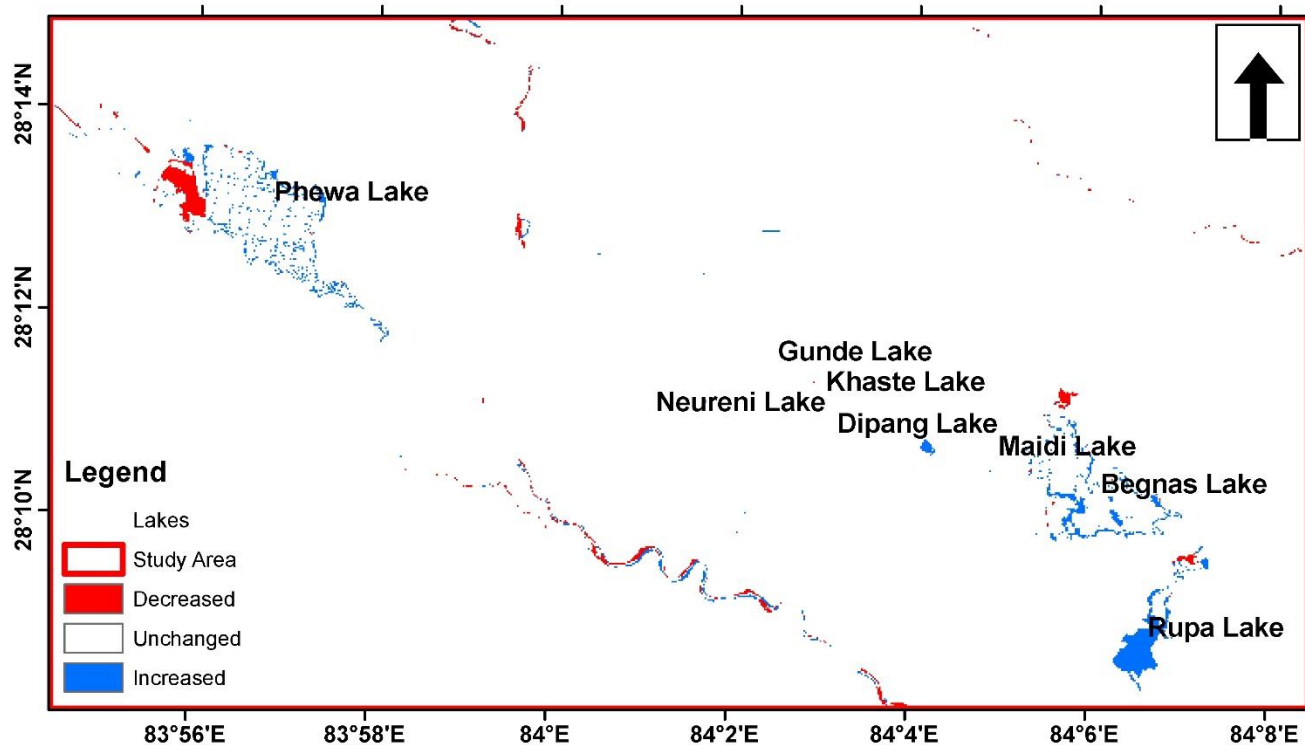 28°14'N
28°12'N
28°10'N
Phewa Lake
Gunde Lake
Khaste Lake
Neureni Lake
Dipang Lake
Maidi Lake
Begnas Lake
Rupa Lake
Legend
Lakes
Study Area
Decreased
Unchanged
Increased
83°56'E
83°58'E
84°0'E
84°2'E
84°4'E
84°6'E
84°8'E